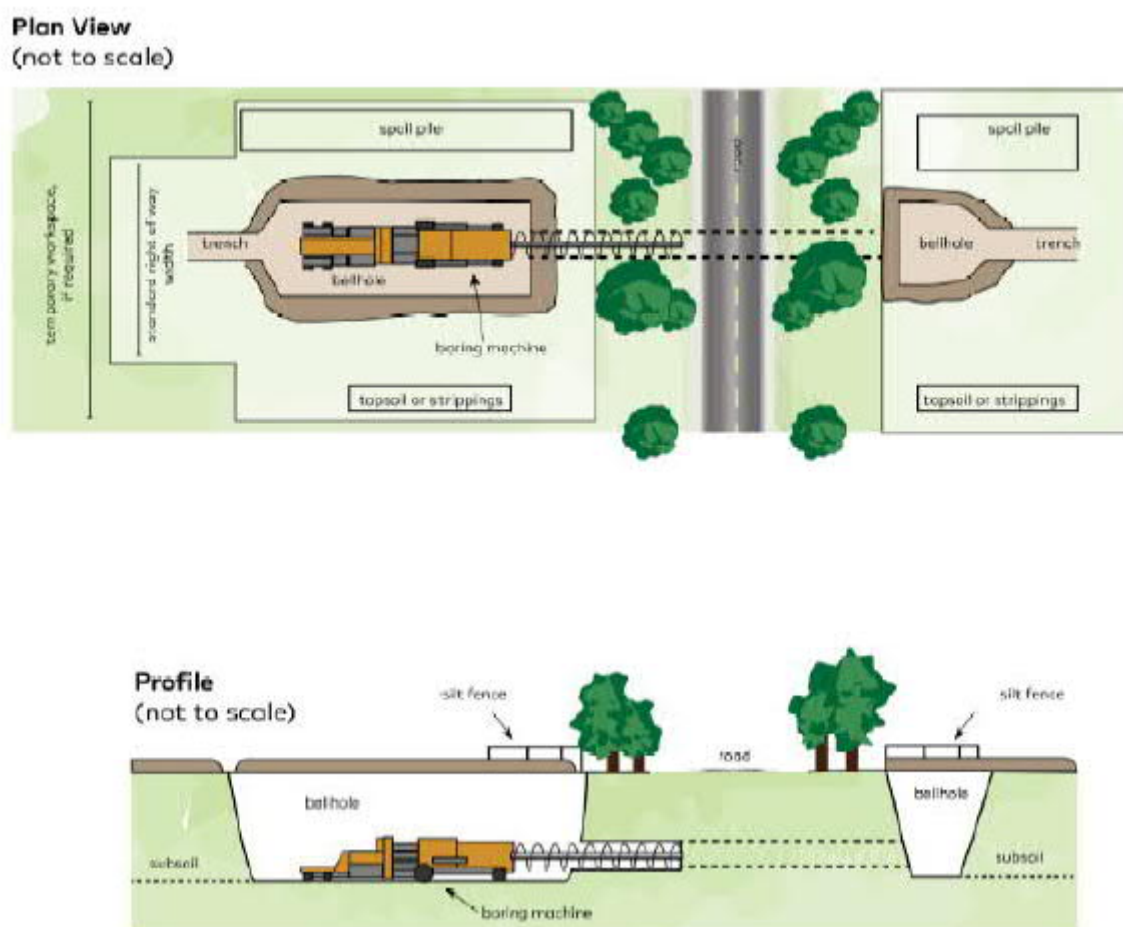 Plan View
(not to scale)
spoil pile
spoil pile
road
temporary workspace,
if required
standard right of way
width
trench
bellhole
boring machine
bellhole
trench
topsoil or strippings
topsoil or strippings
Profile
(not to scale)
silt fence
silt fence
road
bellhole
bellhole
subsoil
subsoil
boring machine